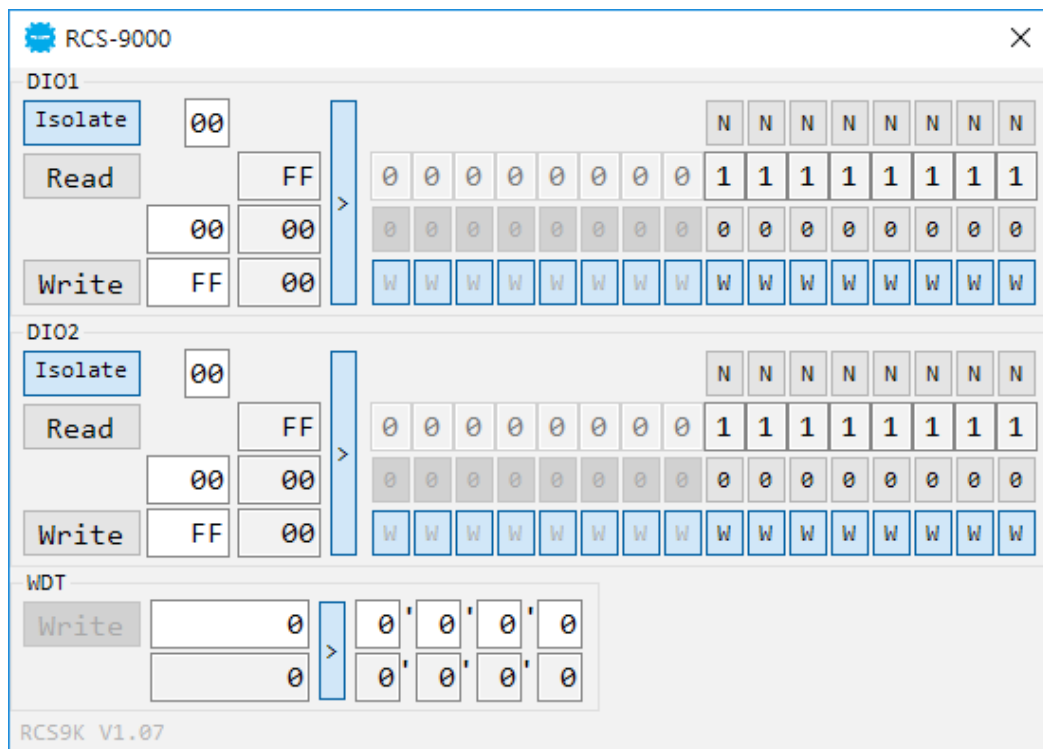 RCS-9000
DIO1
Isolate 00 N N N N N N N N
Read FF 0 0 0 0 0 0 0 0 1 1 1 1 1 1 1 1
>
00 00 0 0 0 0 0 0 0 0 0 0 0 0 0 0 0 0
Write FF 00 W W W W W W W W W W W W W W W W
DIO2
Isolate 00 N N N N N N N N
Read FF 0 0 0 0 0 0 0 0 1 1 1 1 1 1 1 1
>
00 00 0 0 0 0 0 0 0 0 0 0 0 0 0 0 0 0
Write FF 00 W W W W W W W W W W W W W W W W
WDT
Write 0 0 ' 0 ' 0 ' 0
>
0 0 ' 0 ' 0 ' 0
RCS9K V1.07